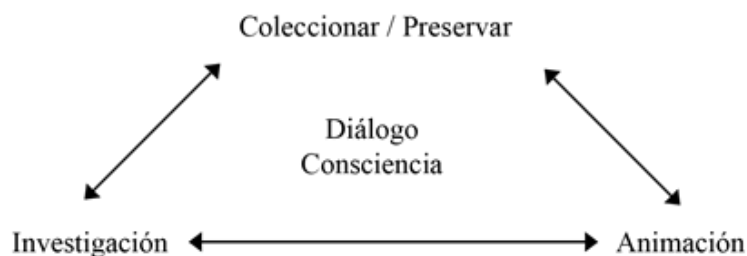 Coleccionar / Preservar
Diálogo
Consciencia
Investigación
Animación